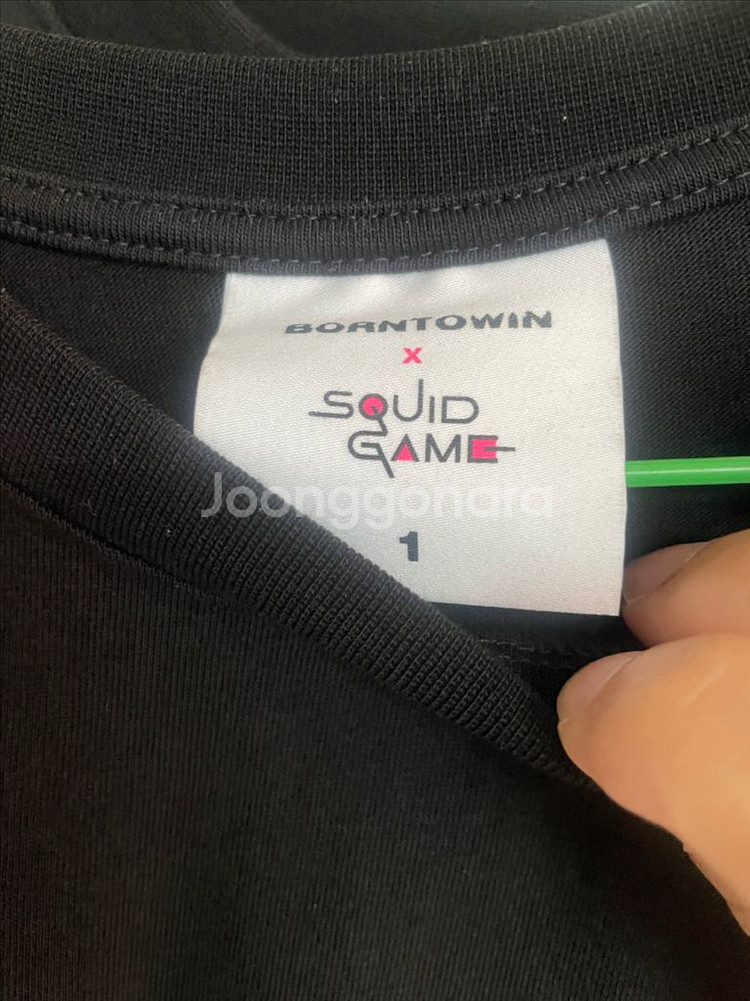 BORNTOWIN
X
SQUID
GAME
Joonggonara
1